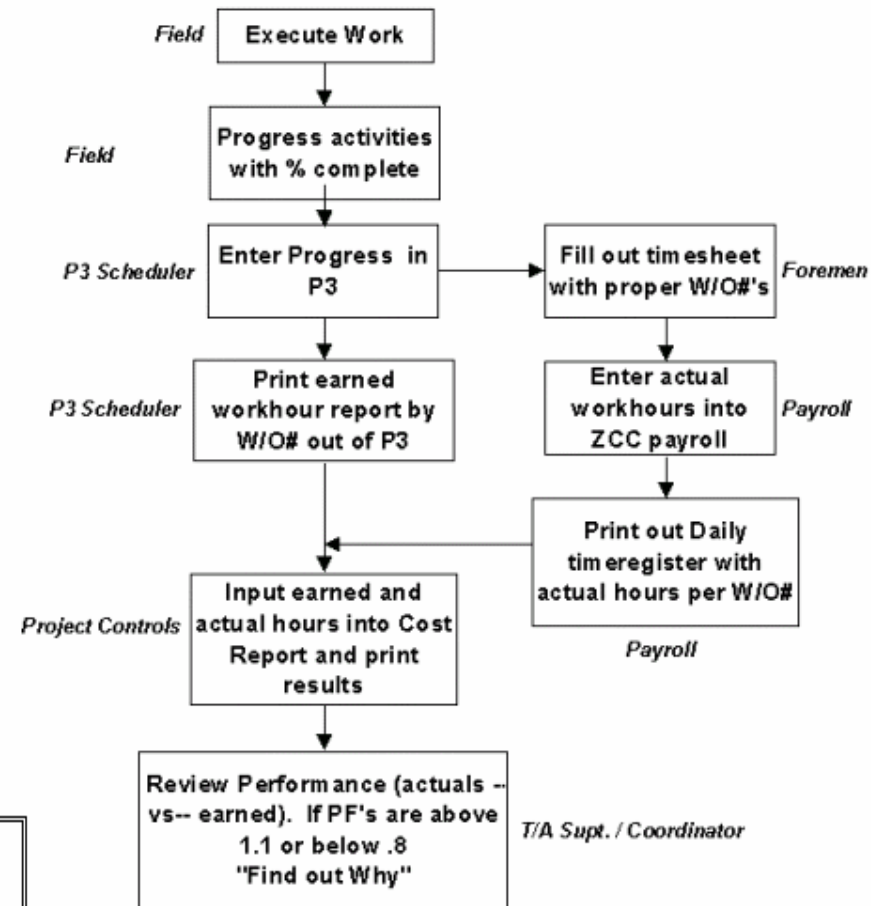 Field
Execute Work
Field
Progress activities
with % complete
P3 Scheduler
Enter Progress in
P3
Fill out timesheet
with proper W/O#'s
Foremen
P3 Scheduler
Print earned
workhour report by
W/O# out of P3
Enter actual
workhours into
ZCC payroll
Payroll
Print out Daily
timeregister with
actual hours per W/O#
Payroll
Project Controls
Input earned and
actual hours into Cost
Report and print
results
Review Performance (actuals --
vs-- earned). If PF's are above
1.1 or below .8
"Find out Why"
T/A Supt. / Coordinator